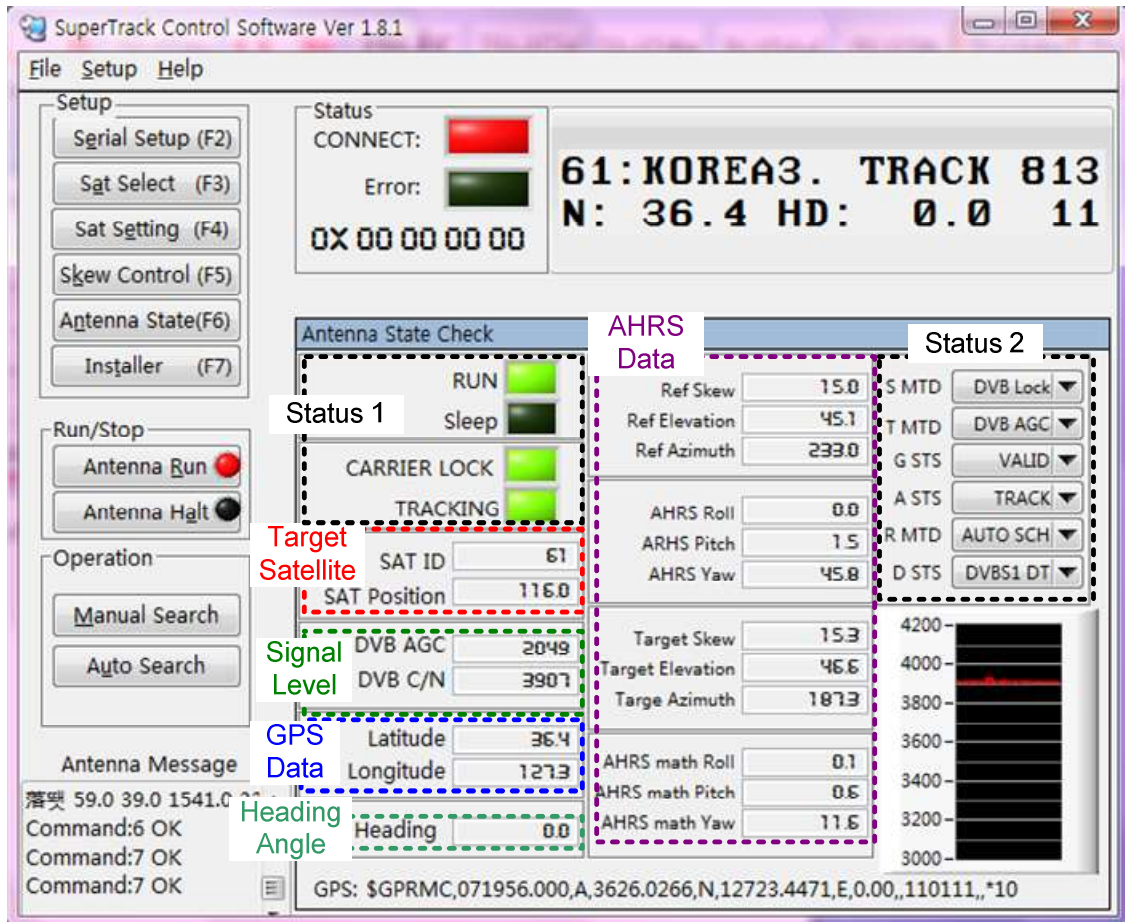 SuperTrack Control Software Ver 1.8.1
File Setup Help
Setup
Serial Setup (F2)
Sat Select (F3)
Sat Setting (F4)
Skew Control (F5)
Antenna State(F6)
Installer (F7)
Run/Stop
Antenna Run
Antenna Halt
Operation
Manual Search
Auto Search
Antenna Message
59.0 39.0 1541.0
Command:6 OK
Command:7 OK
Command:7 OK
Status
CONNECT:
Error:
0X 00 00 00 00
61:KOREA3. TRACK 813
N: 36.4 HD: 0.0 11
Antenna State Check
Status 1
RUN
Sleep
CARRIER LOCK
TRACKING
Target Satellite
SAT ID 61
SAT Position 116.0
Signal Level
DVB AGC 2049
DVB C/N 3907
GPS Data
Latitude 36.4
Longitude 127.3
Heading Angle
Heading 0.0
AHRS Data
Ref Skew 15.0
Ref Elevation 45.1
Ref Azimuth 233.0
AHRS Roll 0.0
ARHS Pitch 1.5
AHRS Yaw 45.8
Target Skew 15.3
Target Elevation 46.6
Targe Azimuth 187.3
AHRS math Roll 0.1
AHRS math Pitch 0.6
AHRS math Yaw 11.6
Status 2
S MTD DVB Lock
T MTD DVB AGC
G STS VALID
A STS TRACK
R MTD AUTO SCH
D STS DVBS1 DT
4200
4000
3800
3600
3400
3200
3000
GPS: $GPRMC,071956.000,A,3626.0266,N,12723.4471,E,0.00,,110111,,*10